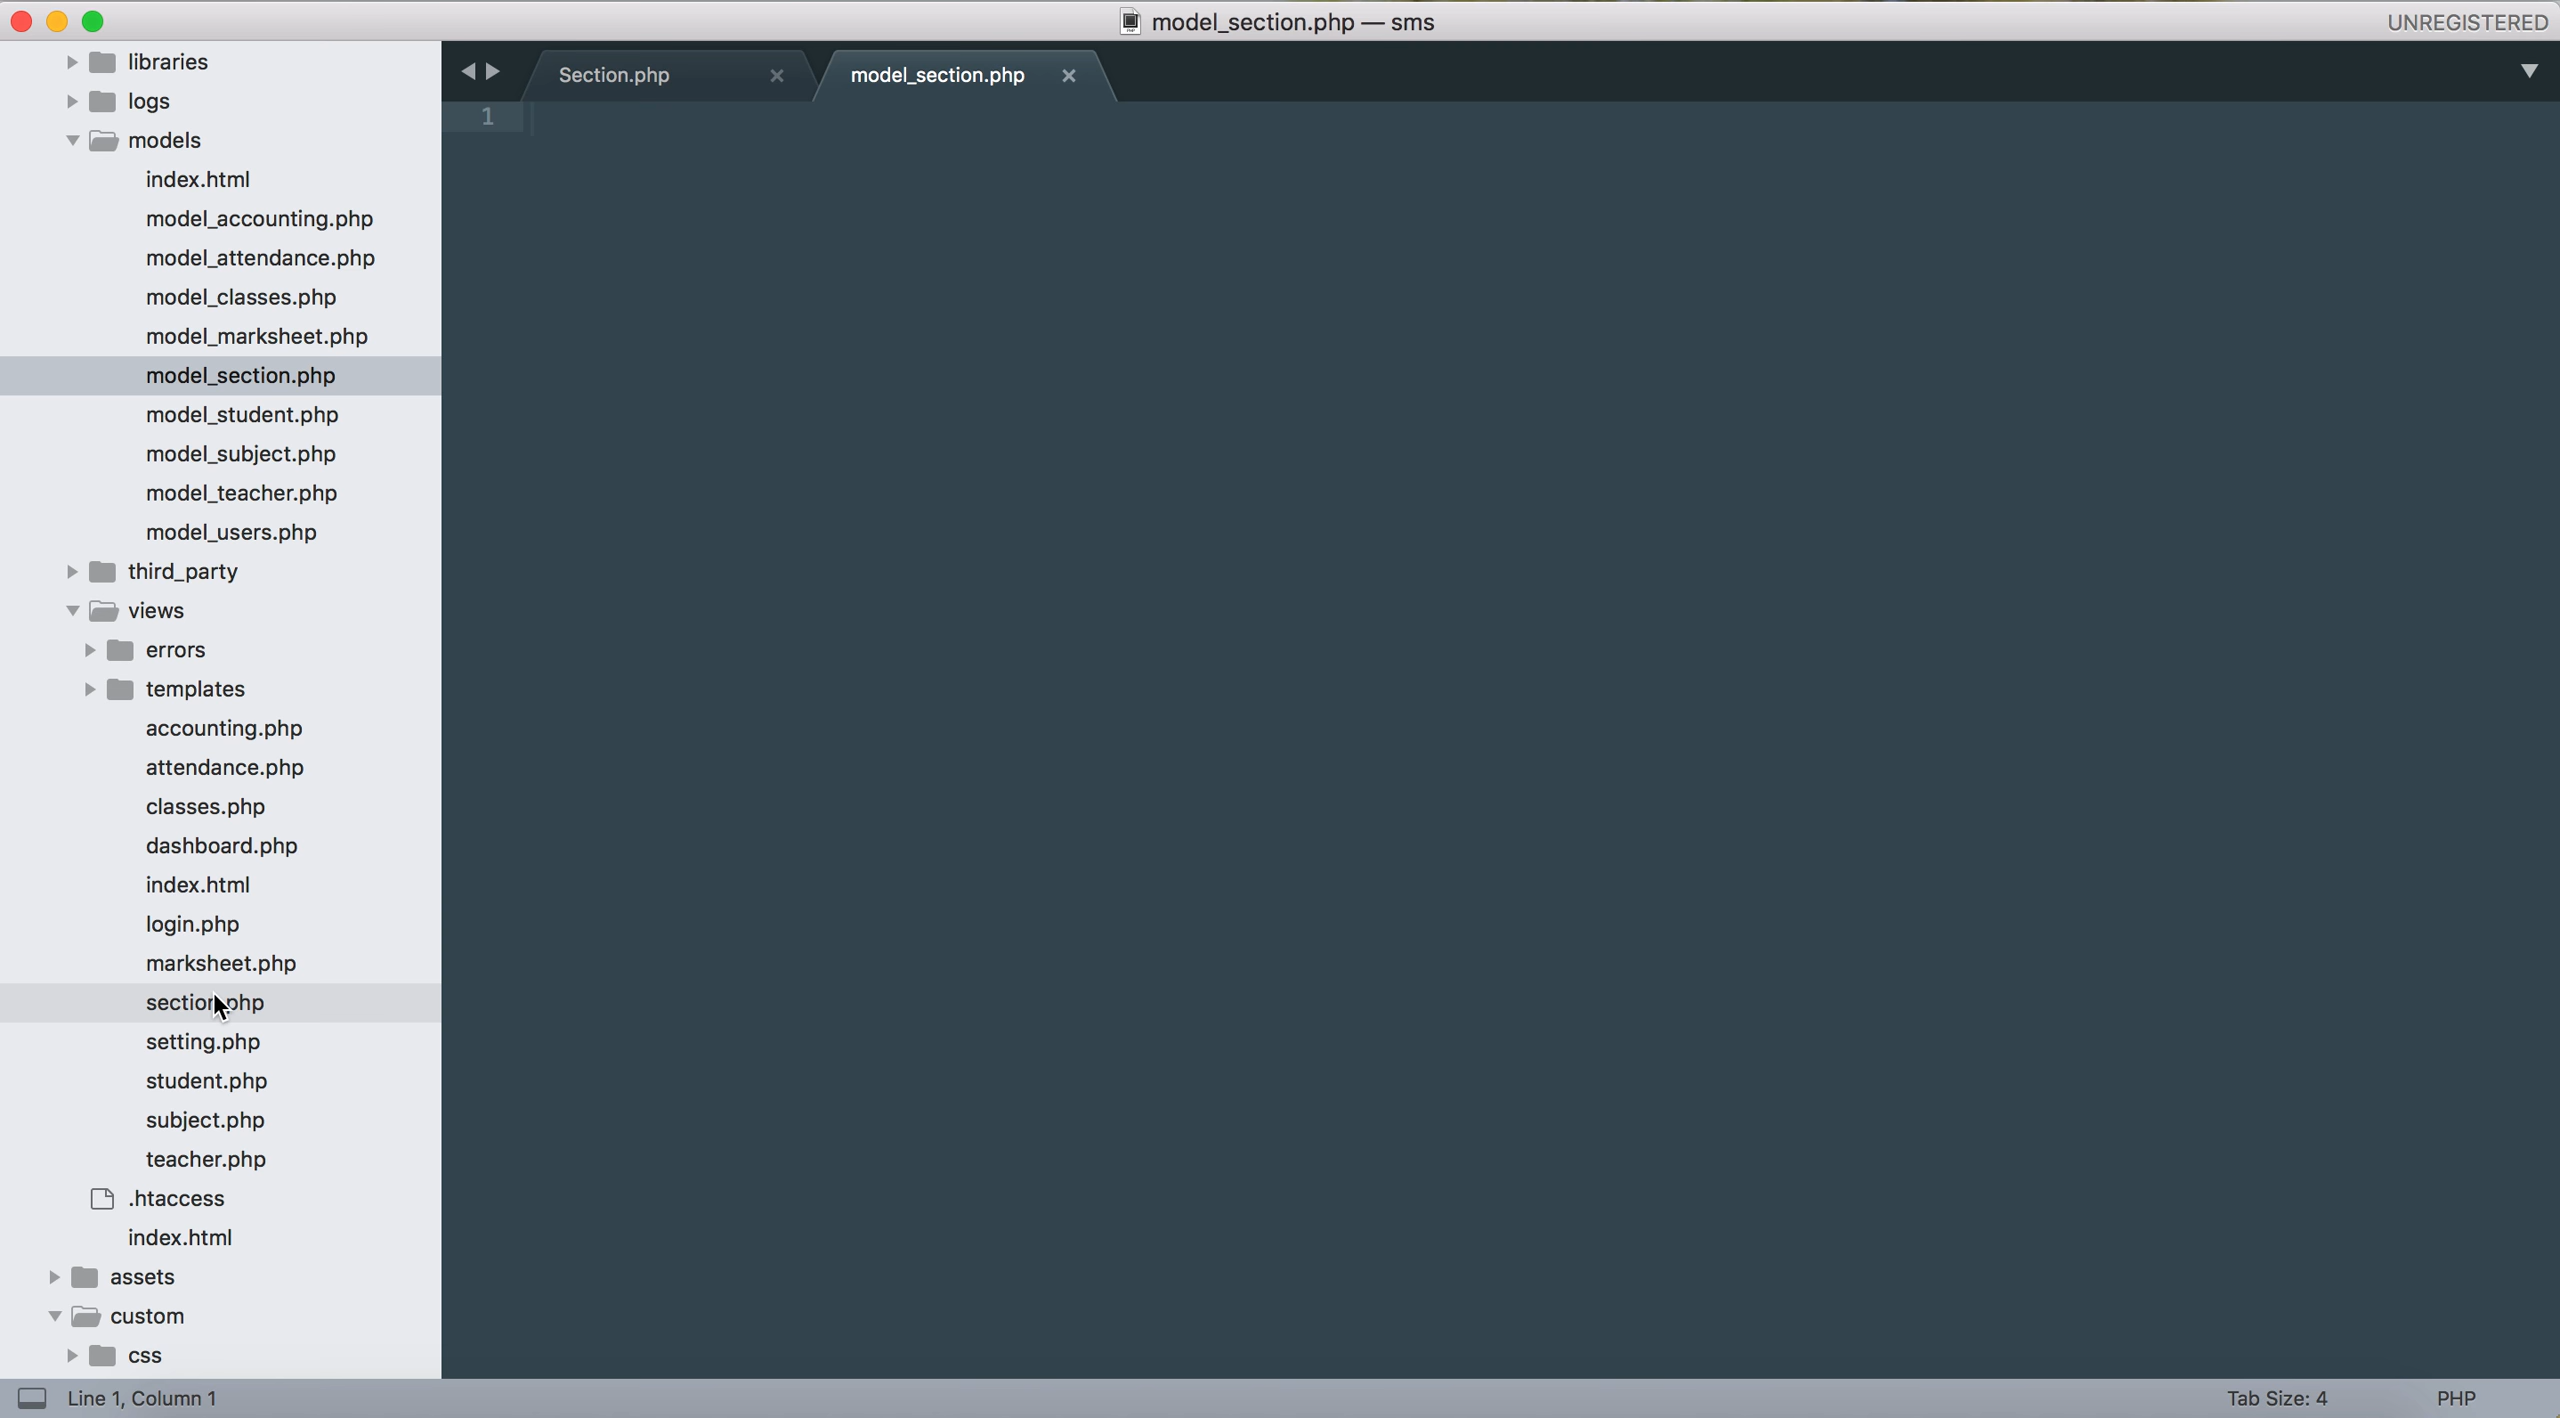 model_section.php — sms
UNREGISTERED
libraries
logs
models
index.html
model_accounting.php
model_attendance.php
model_classes.php
model_marksheet.php
model_section.php
model_student.php
model_subject.php
model_teacher.php
model_users.php
third_party
views
errors
templates
accounting.php
attendance.php
classes.php
dashboard.php
index.html
login.php
marksheet.php
section.php
setting.php
student.php
subject.php
teacher.php
.htaccess
index.html
assets
custom
css
Section.php
model_section.php
1
Line 1, Column 1
Tab Size: 4
PHP